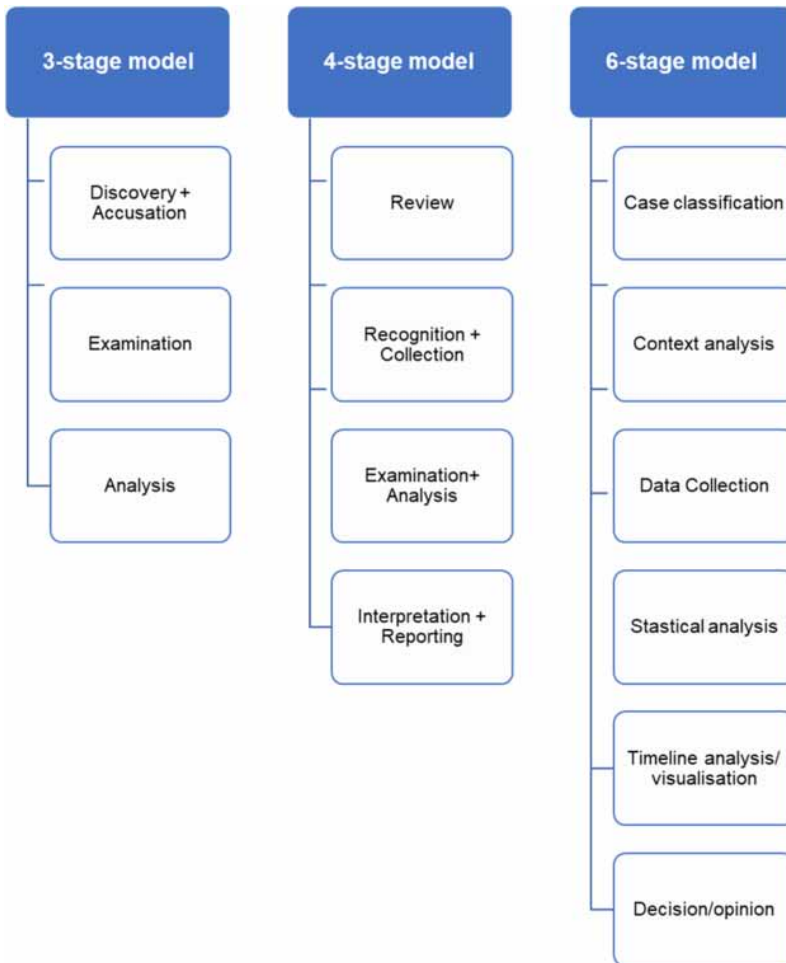 3-stage model
Discovery +
Accusation
Examination
Analysis
4-stage model
Review
Recognition +
Collection
Examination+
Analysis
Interpretation +
Reporting
6-stage model
Case classification
Context analysis
Data Collection
Stastical analysis
Timeline analysis/
visualisation
Decision/opinion